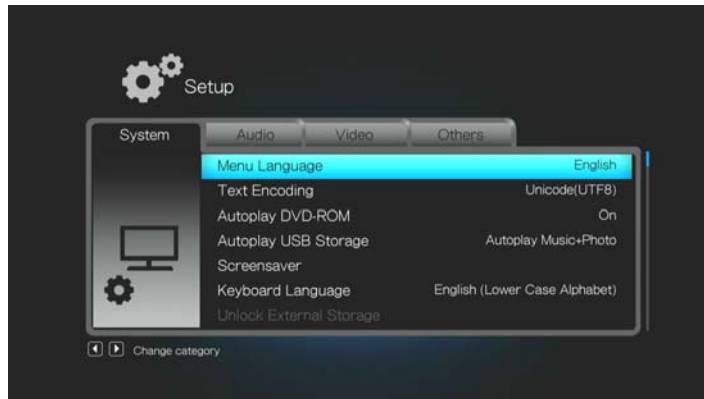 Setup
System Audio Video Others
Menu Language English
Text Encoding Unicode(UTF8)
Autoplay DVD-ROM On
Autoplay USB Storage Autoplay Music+Photo
Screensaver
Keyboard Language English (Lower Case Alphabet)
Unlock External Storage
Change category